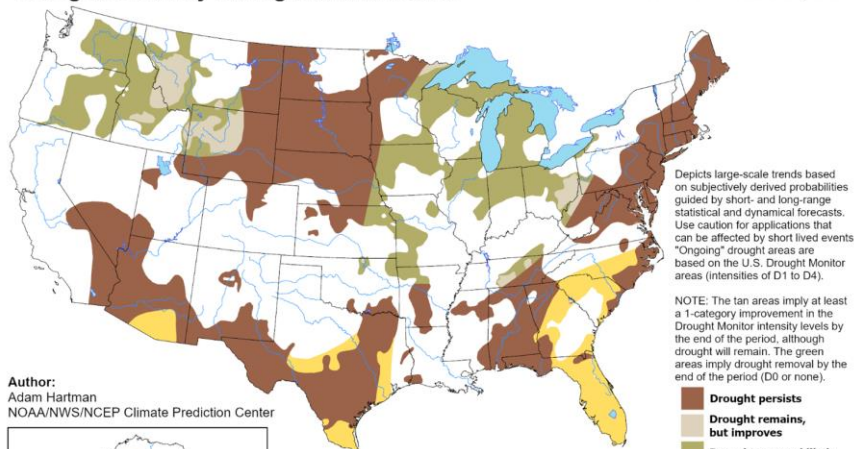 Depicts large-scale trends based
on subjectively derived probabilities
guided by short- and long-range
statistical and dynamical forecasts.
Use caution for applications that
can be affected by short lived events
"Ongoing" drought areas are
based on the U.S. Drought Monitor
areas (intensities of D1 to D4).
NOTE: The tan areas imply at least
a 1-category improvement in the
Drought Monitor intensity levels by
the end of the period, although
drought will remain. The green
areas imply drought removal by the
end of the period (D0 or none).
Author:
Adam Hartman
NOAA/NWS/NCEP Climate Prediction Center
Drought persists
Drought remains,
but improves